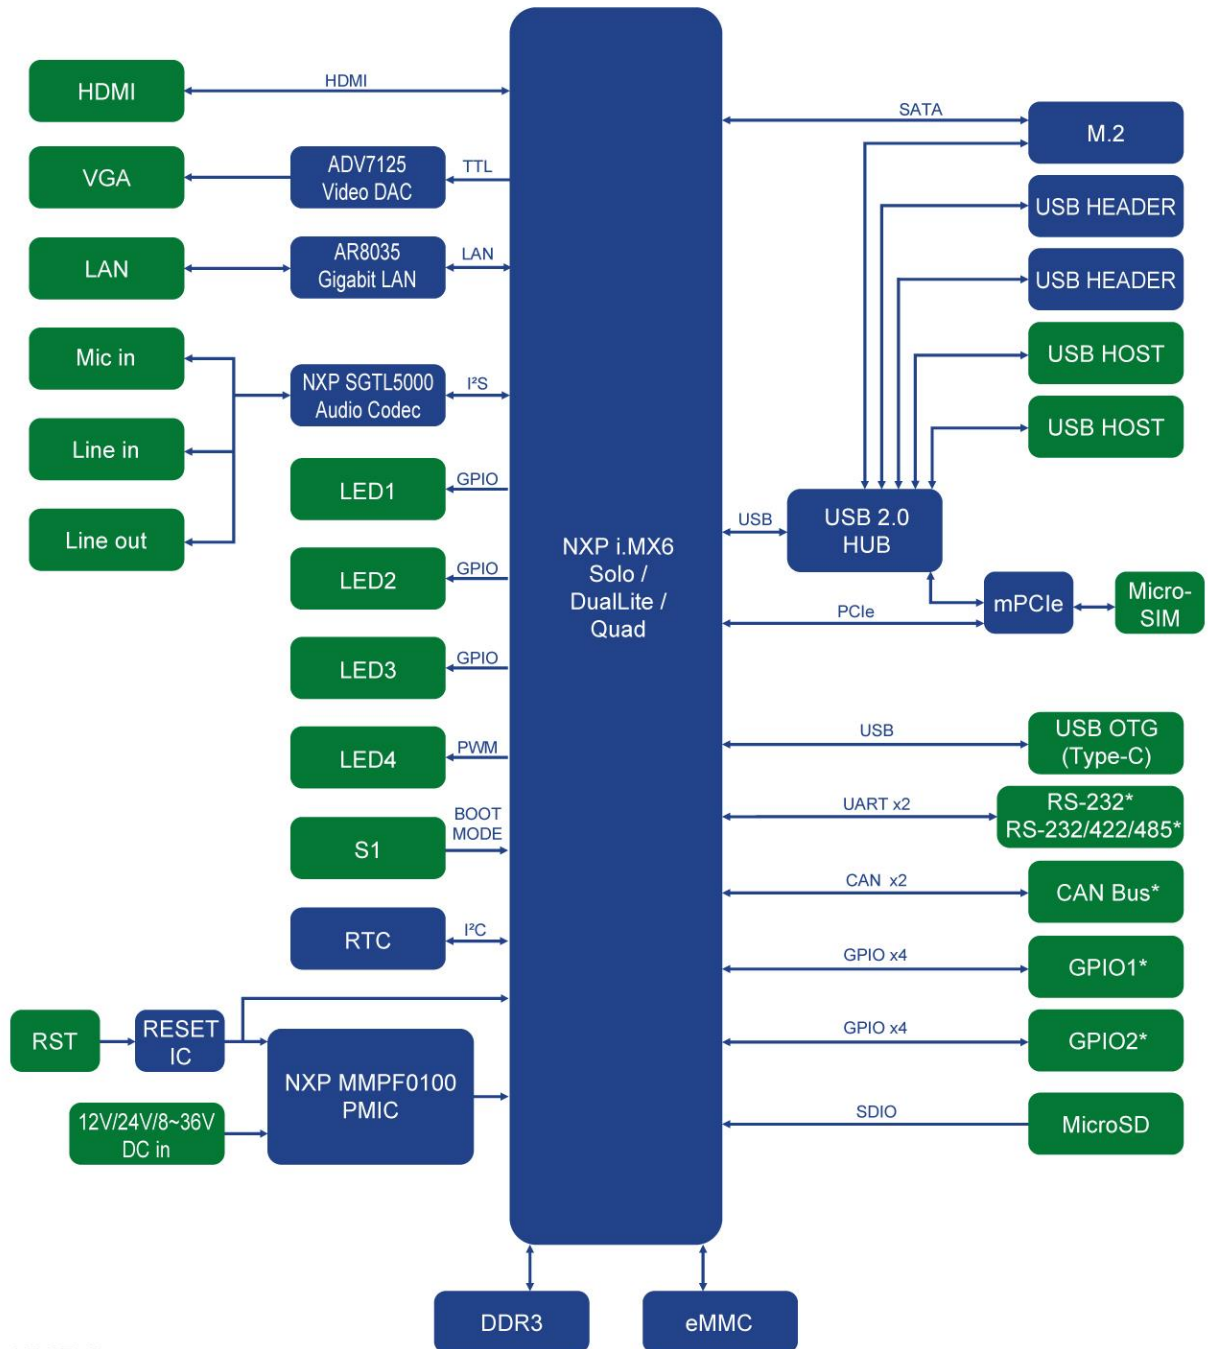 HDMI
HDMI
VGA
ADV7125
Video DAC
TTL
LAN
AR8035
Gigabit LAN
LAN
Mic in
Line in
Line out
NXP SGTL5000
Audio Codec
I²S
LED1
GPIO
LED2
GPIO
LED3
GPIO
LED4
PWM
S1
BOOT
MODE
RTC
I²C
RST
RESET
IC
NXP MMPF0100
PMIC
12V/24V/8~36V
DC in
NXP i.MX6
Solo /
DualLite /
Quad
SATA
M.2
USB HEADER
USB HEADER
USB HOST
USB HOST
USB
USB 2.0
HUB
PCIe
mPCIe
Micro-
SIM
USB
USB OTG
(Type-C)
UART x2
RS-232*
RS-232/422/485*
CAN x2
CAN Bus*
GPIO x4
GPIO1*
GPIO x4
GPIO2*
SDIO
MicroSD
DDR3
eMMC